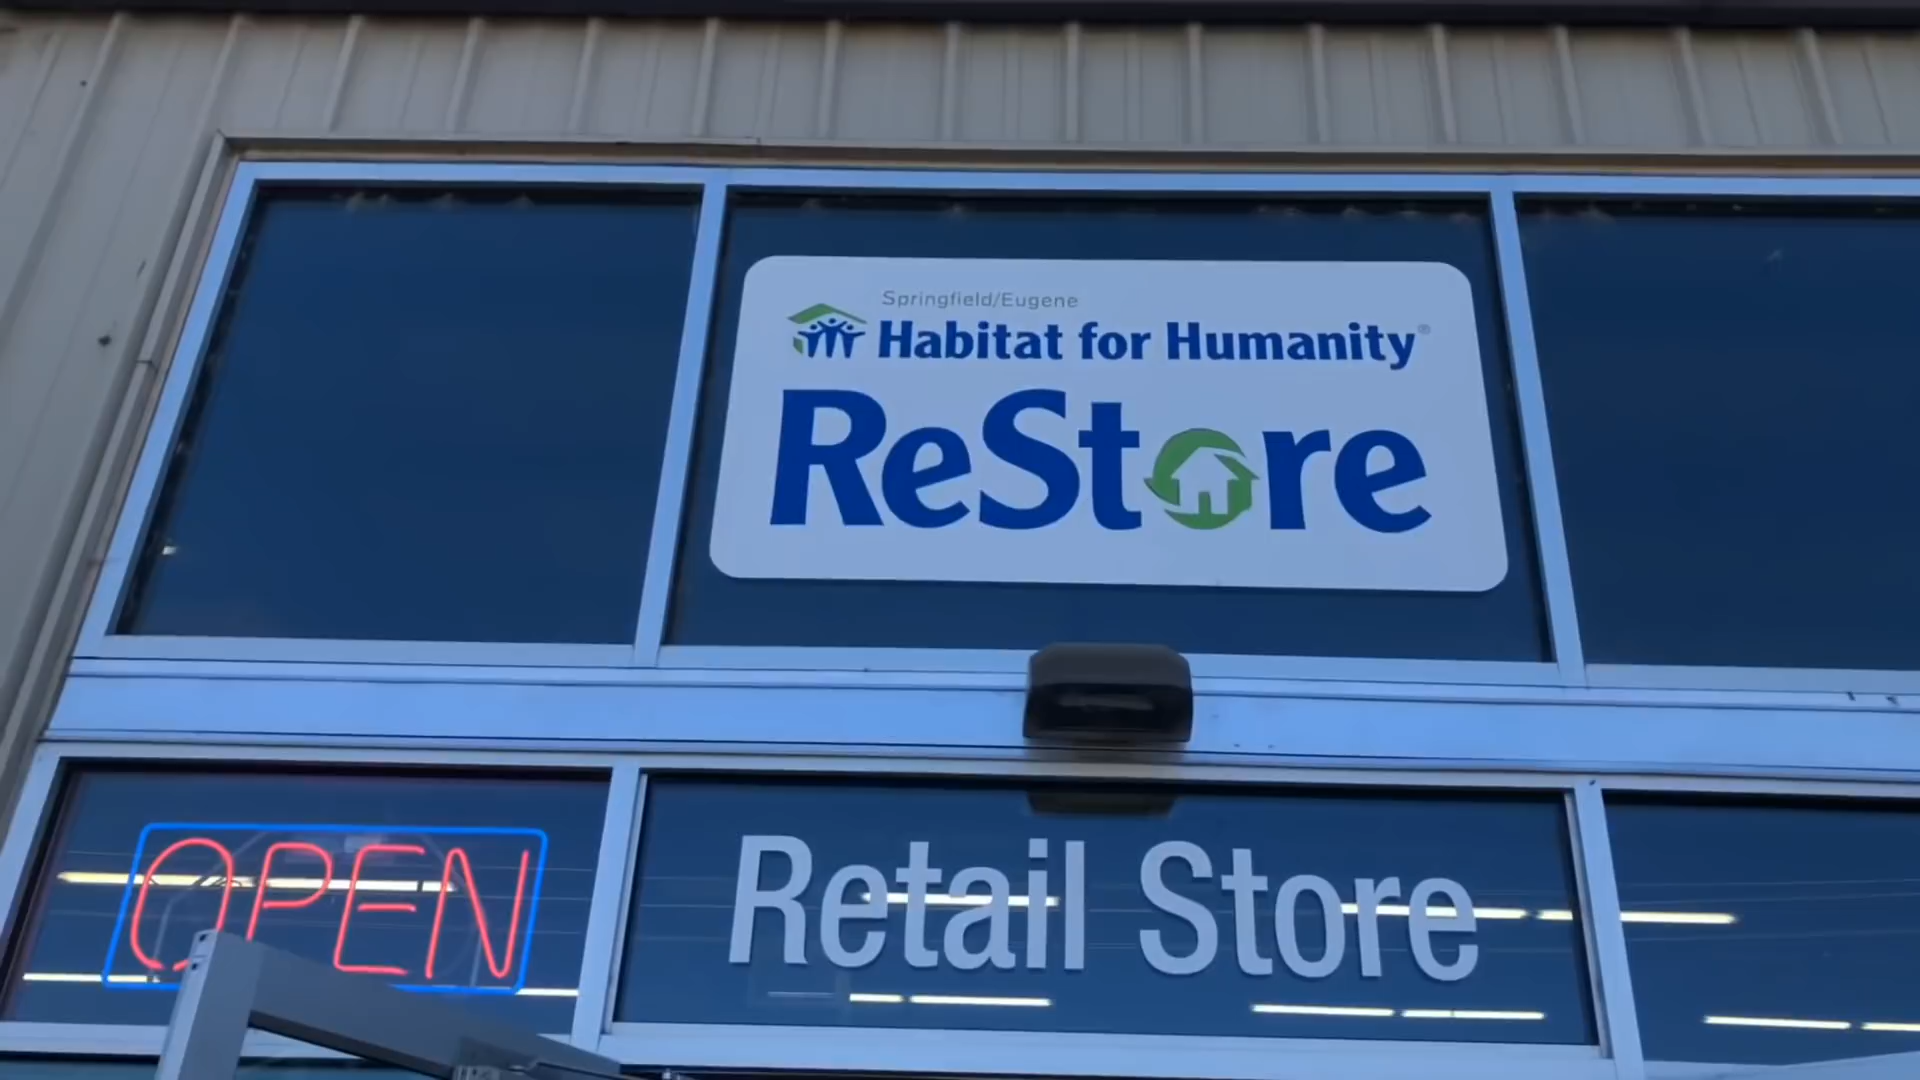 Springfield/Eugene
Habitat for Humanity®
ReStore
OPEN
Retail Store